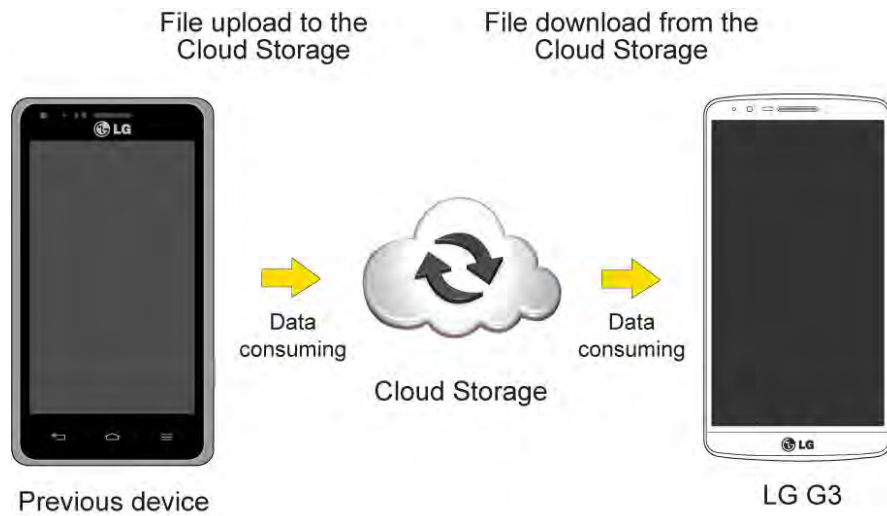 File upload to the
Cloud Storage
File download from the
Cloud Storage
LG
Data
consuming
Cloud Storage
Data
consuming
LG
Previous device
LG G3